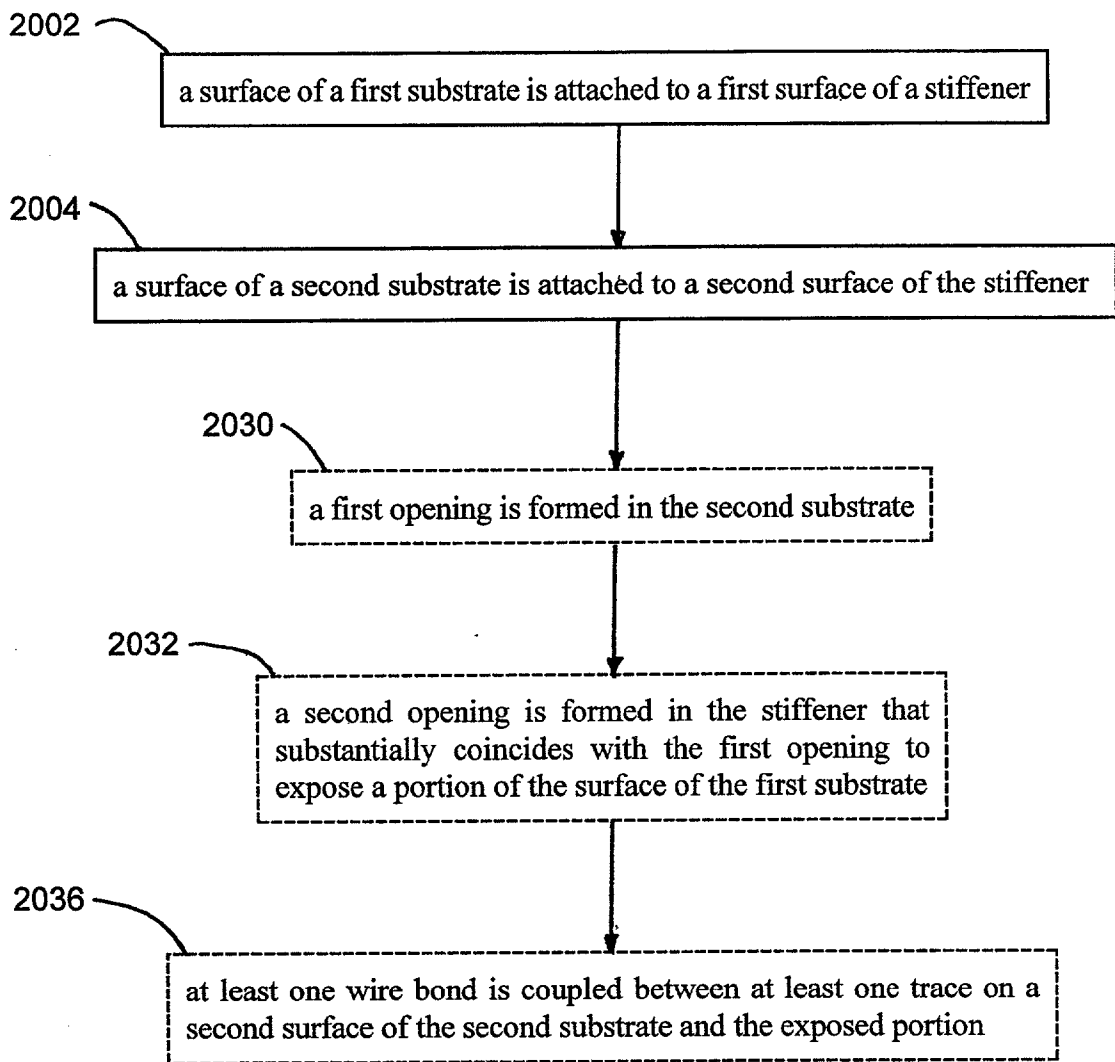 2002
a surface of a first substrate is attached to a first surface of a stiffener
2004
a surface of a second substrate is attached to a second surface of the stiffener
2030
a first opening is formed in the second substrate
2032
a second opening is formed in the stiffener that
substantially coincides with the first opening to
expose a portion of the surface of the first substrate
2036
at least one wire bond is coupled between at least one trace on a
second surface of the second substrate and the exposed portion